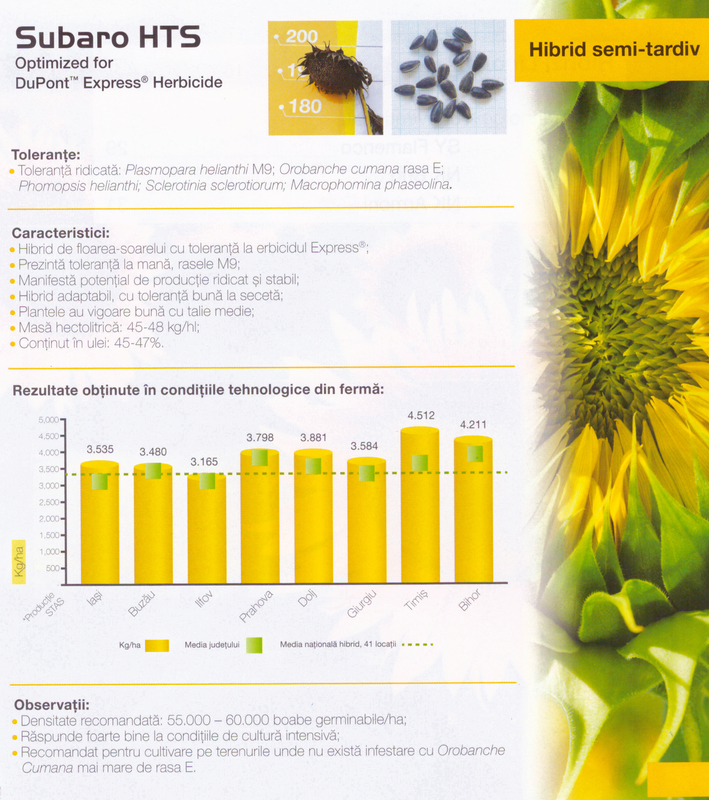 Subaro HTS
Optimized for
DuPont™ Express® Herbicide
200
180
Hibrid semi-tardiv
Toleranțe:
• Toleranță ridicată: Plasmopara helianthi M9; Orobanche cumana rasa E;
Phomopsis helianthi; Sclerotinia sclerotiorum; Macrophomina phaseolina.
Caracteristici:
• Hibrid de floarea-soarelui cu toleranță la erbicidul Express®;
• Prezintă toleranță la mană, rasele M9;
• Manifestă potențial de producție ridicat și stabil;
• Hibrid adaptabil, cu toleranță bună la secetă;
• Plantele au vigoare bună cu talie medie;
• Masă hectolitrică: 45-48 kg/hl;
• Conținut în ulei: 45-47%.
Rezultate obținute în condițiile tehnologice din fermă:
5.000
4.500
4.000
3.500
3.000
2.500
2.000
1.500
1.000
500
Kg/ha
3.535
3.480
3.165
3.798
3.881
3.584
4.512
4.211
*Producție
STAS
Iași
Buzău
Ilfov
Prahova
Dolj
Giurgiu
Timiș
Bihor
Kg/ha
Media județului
Media națională hibrid, 41 locații
Observații:
• Densitate recomandată: 55.000 – 60.000 boabe germinabile/ha;
• Răspunde foarte bine la condițiile de cultură intensivă;
• Recomandat pentru cultivare pe terenurile unde nu există infestare cu Orobanche
Cumana mai mare de rasa E.